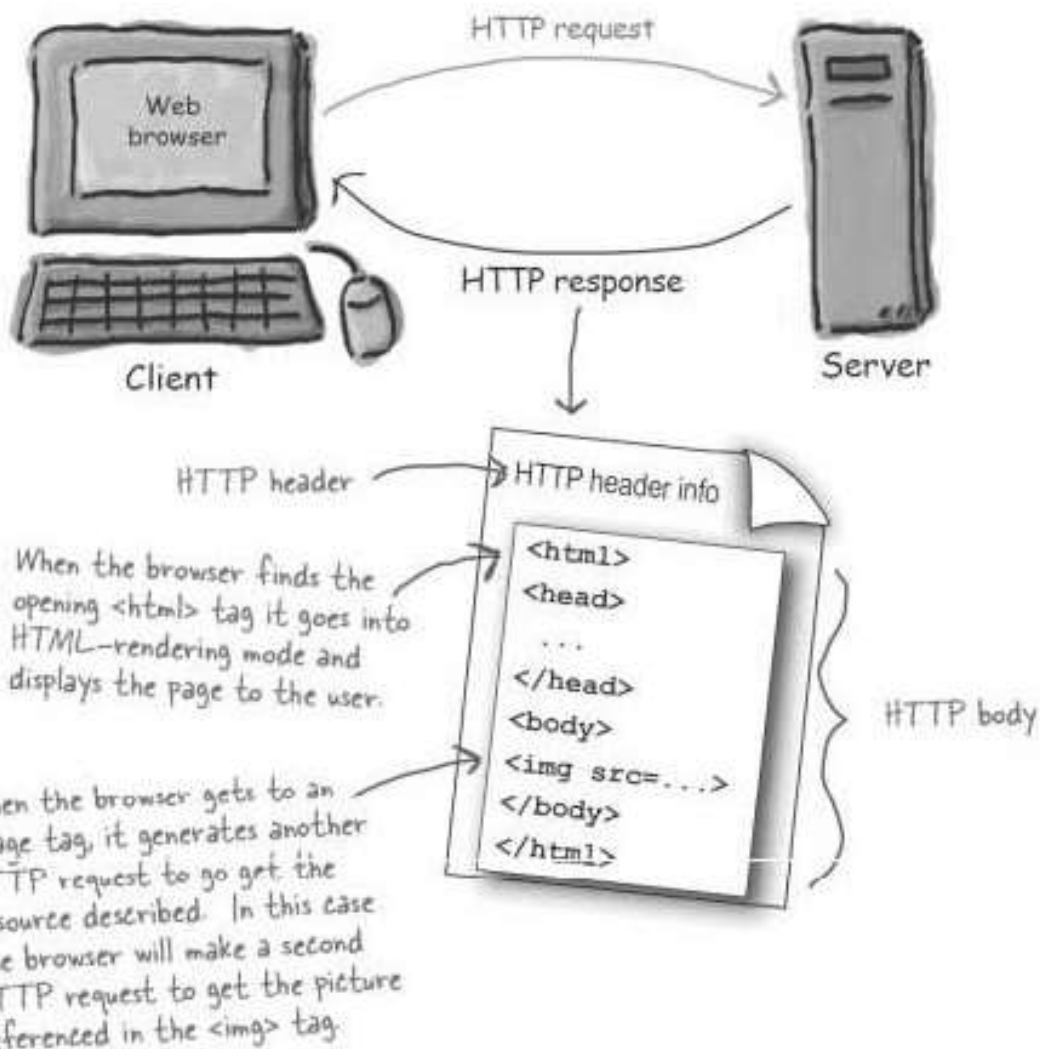 HTTP request
Web
browser
HTTP response
Client
Server
HTTP header
HTTP header info
When the browser finds the
opening <html> tag it goes into
HTML-rendering mode and
displays the page to the user.
<html>
<head>
...
</head>
<body>
<img src=...>
</body>
</html>
HTTP body
the browser gets to an
tag, it generates another
request to go get the
described. In this case
browser will make a second
request to get the picture
in the <img> tag.